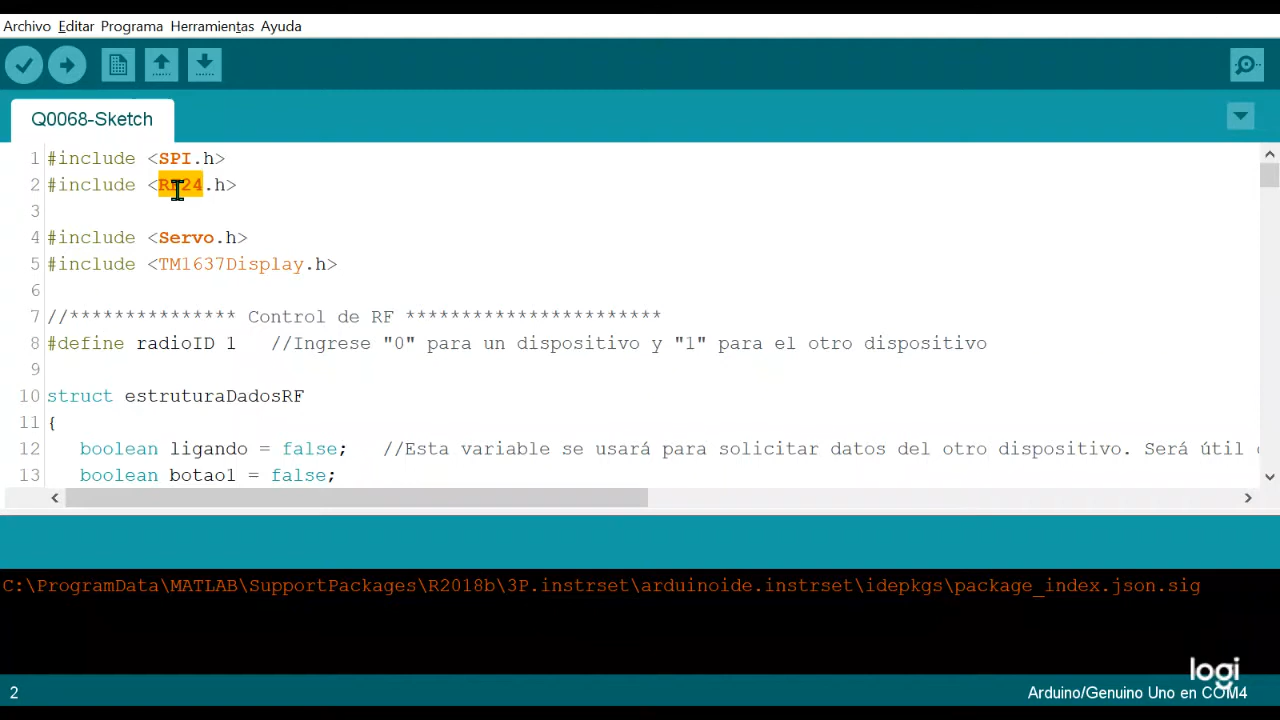 Archivo Editar Programa Herramientas Ayuda
Q0068-Sketch
1 #include <SPI.h>
2 #include <RF24.h>
3
4 #include <Servo.h>
5 #include <TM1637Display.h>
6
7 //*************** Control de RF ***********************
8 #define radioID 1 //Ingrese "0" para un dispositivo y "1" para el otro dispositivo
9
10 struct estruturaDadosRF
11 {
12 boolean ligando = false; //Esta variable se usará para solicitar datos del otro dispositivo. Será útil
13 boolean botao1 = false;
C:\ProgramData\MATLAB\SupportPackages\R2018b\3P.instrset\arduinoide.instrset\idepkgs\package_index.json.sig
logi
2 Arduino/Genuino Uno en COM4